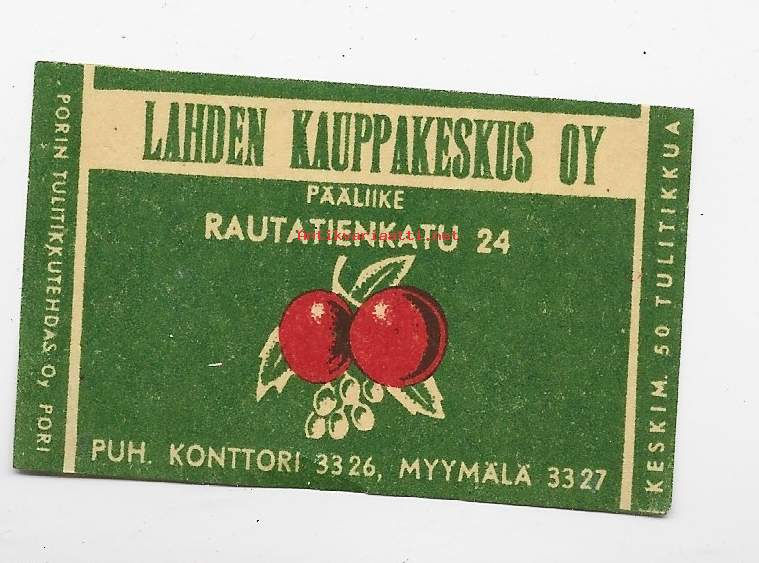 LAHDEN KAUPPAKESKUS OY
PÄÄLIIKE
RAUTATIENKATU 24
Antikvariaatti.net
PUH. KONTTORI 3326, MYYMÄLÄ 3327
PORIN TULITIKKUTEHDAS Oy PORI
KESKIM. 50 TULITIKKUA